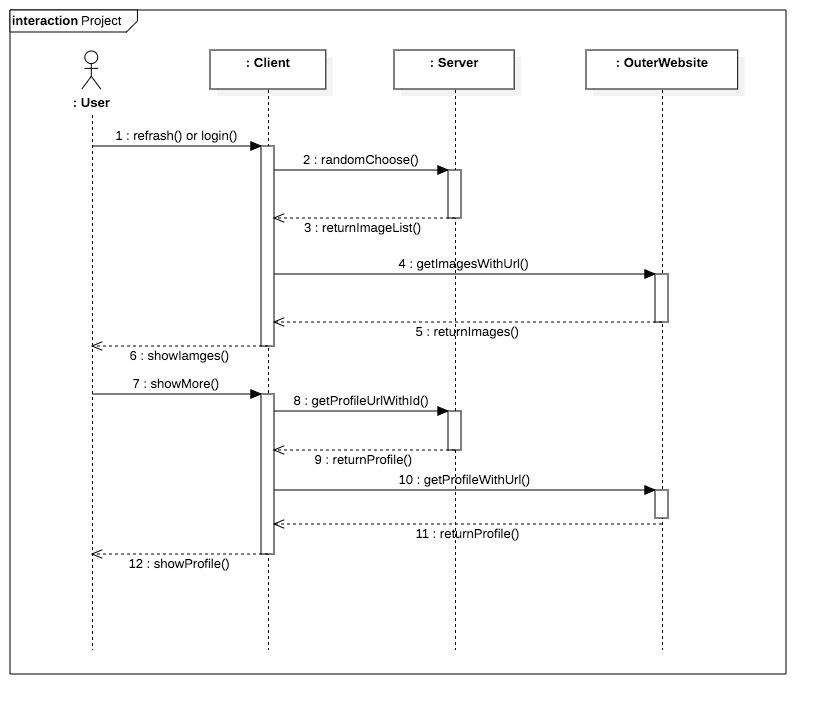 interaction Project
: User
: Client
: Server
: OuterWebsite
1 : refrash() or login()
2 : randomChoose()
3 : returnImageList()
4 : getImagesWithUrl()
5 : returnImages()
6 : showIamges()
7 : showMore()
8 : getProfileUrlWithId()
9 : returnProfile()
10 : getProfileWithUrl()
11 : returnProfile()
12 : showProfile()